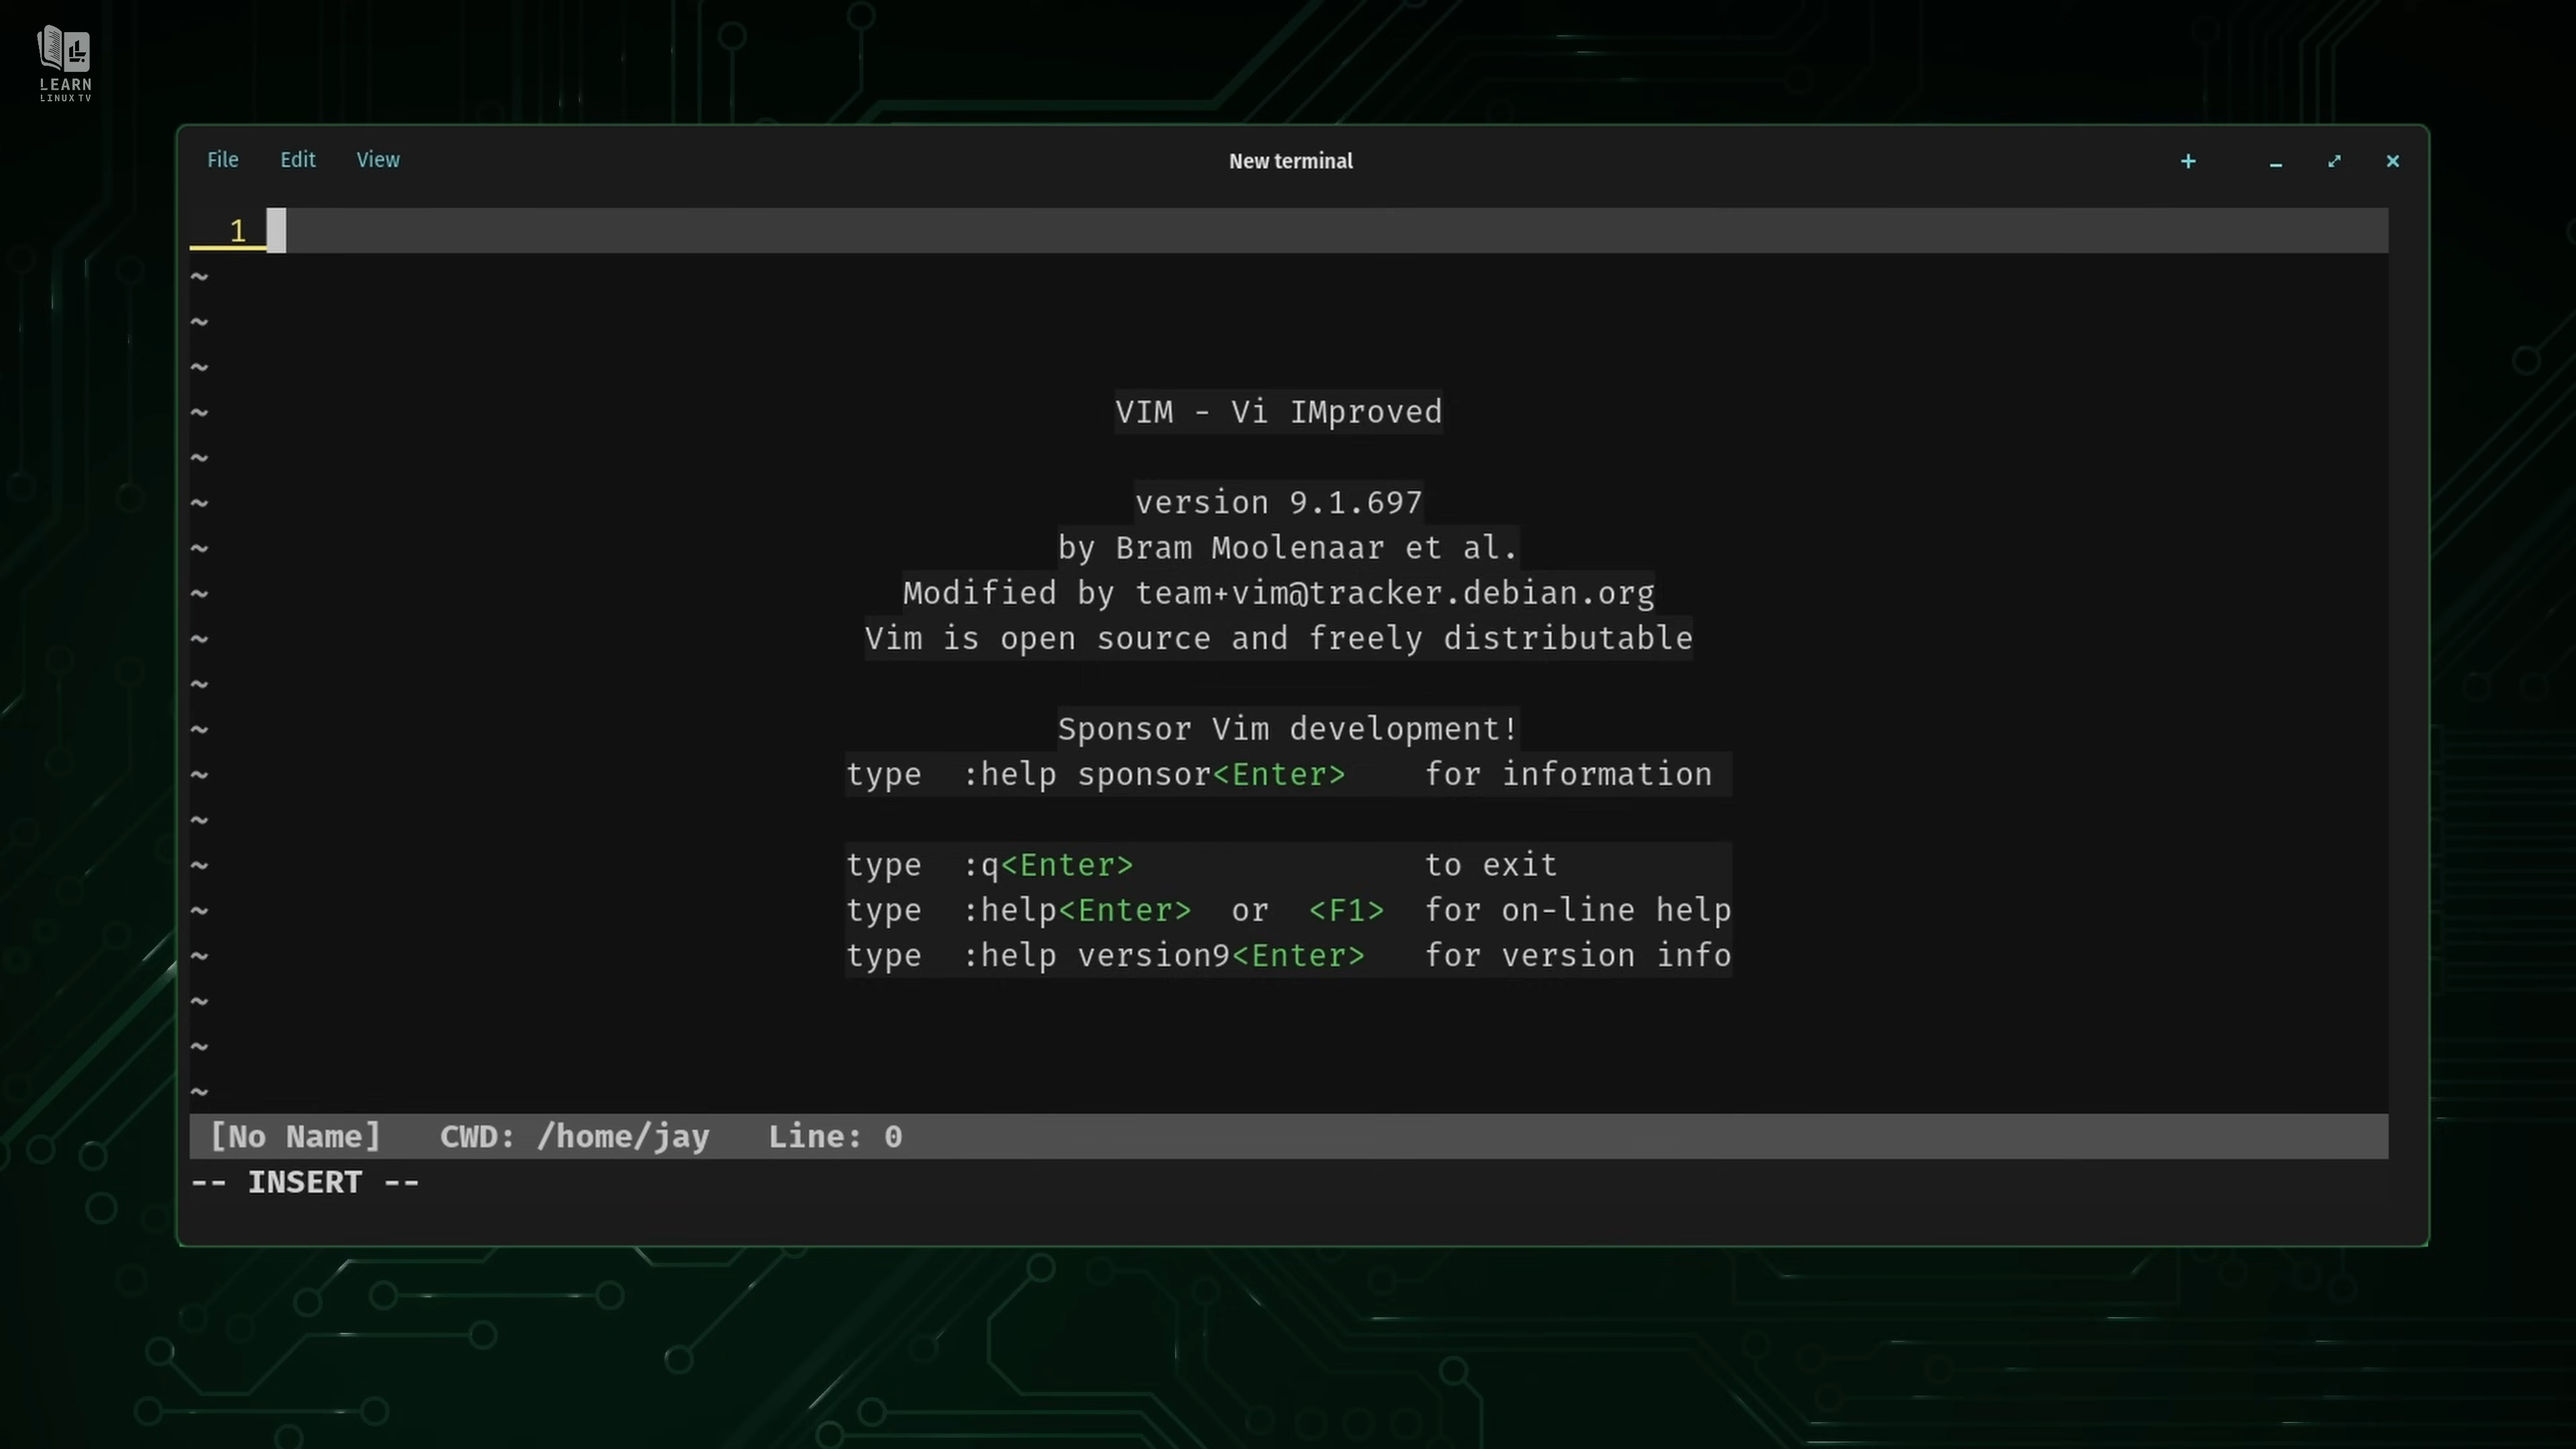 LEARN
LINUX TV
File Edit View New terminal
1
~
~
~
~ VIM - Vi IMproved
~
~ version 9.1.697
~ by Bram Moolenaar et al.
~ Modified by team+vim@tracker.debian.org
~ Vim is open source and freely distributable
~
~ Sponsor Vim development!
~ type :help sponsor<Enter> for information
~
~ type :q<Enter> to exit
~ type :help<Enter> or <F1> for on-line help
~ type :help version9<Enter> for version info
~
~
~
[No Name] CWD: /home/jay Line: 0
-- INSERT --